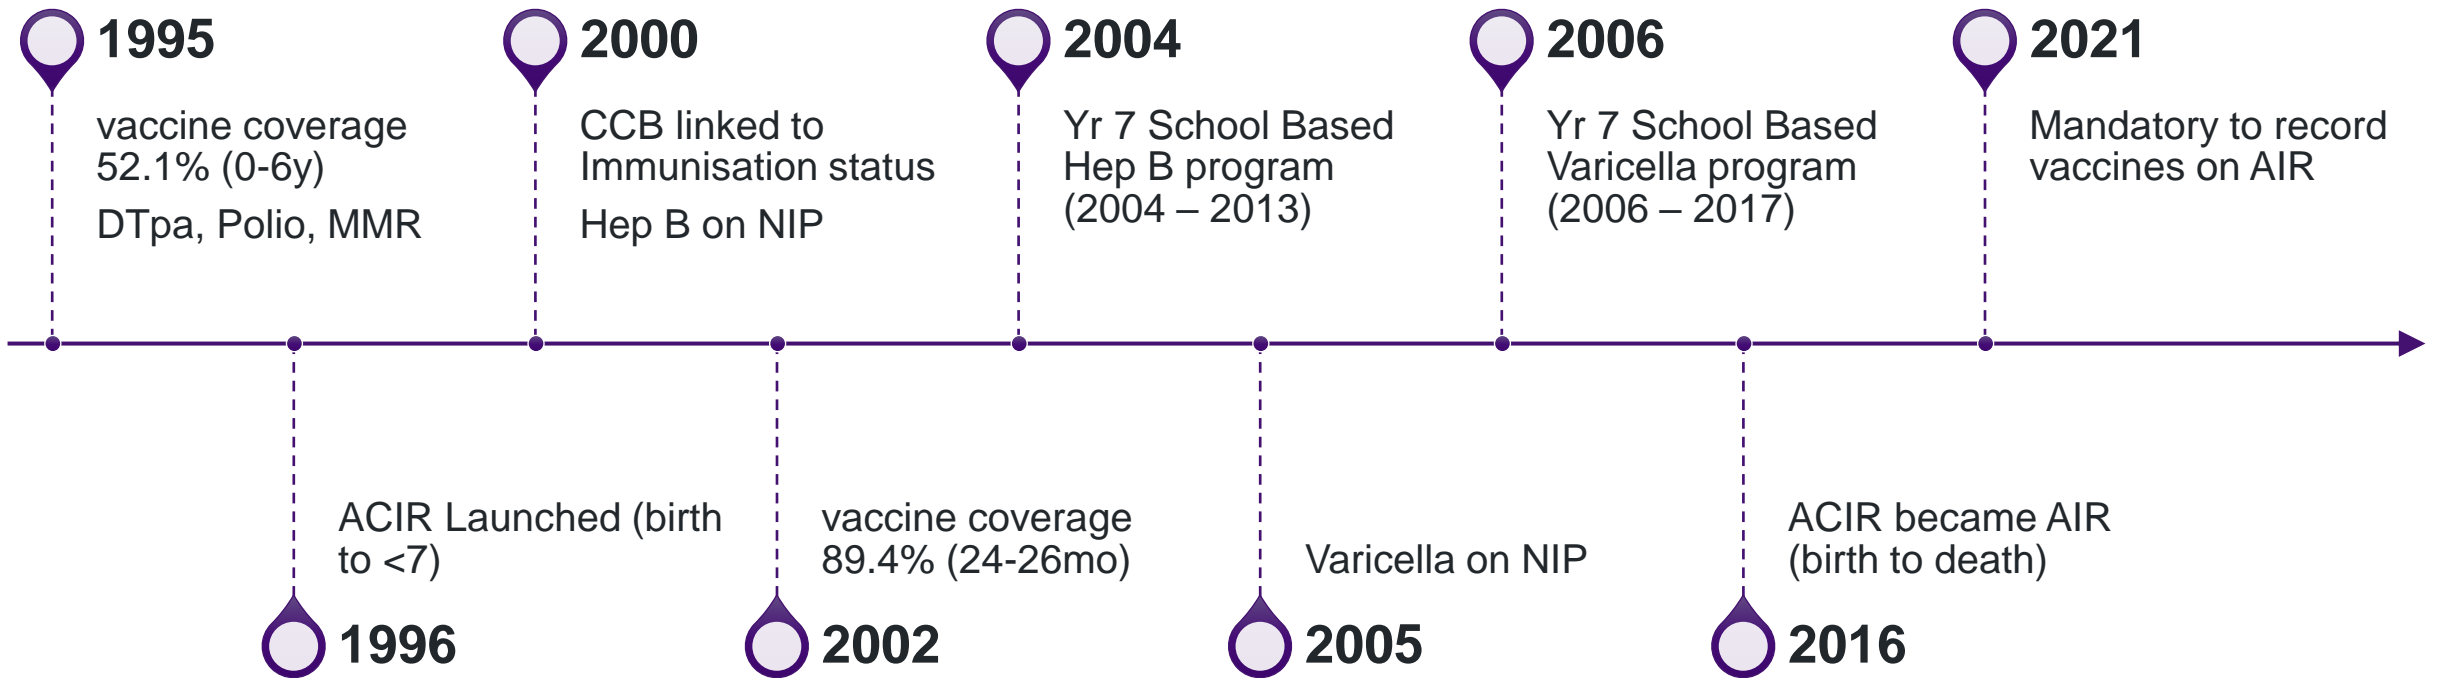 1995
vaccine coverage
52.1% (0-6y)
DTpa, Polio, MMR
1996
ACIR Launched (birth
to <7)
2000
CCB linked to
Immunisation status
Hep B on NIP
2002
vaccine coverage
89.4% (24-26mo)
2004
Yr 7 School Based
Hep B program
(2004 – 2013)
2005
Varicella on NIP
2006
Yr 7 School Based
Varicella program
(2006 – 2017)
2016
ACIR became AIR
(birth to death)
2021
Mandatory to record
vaccines on AIR